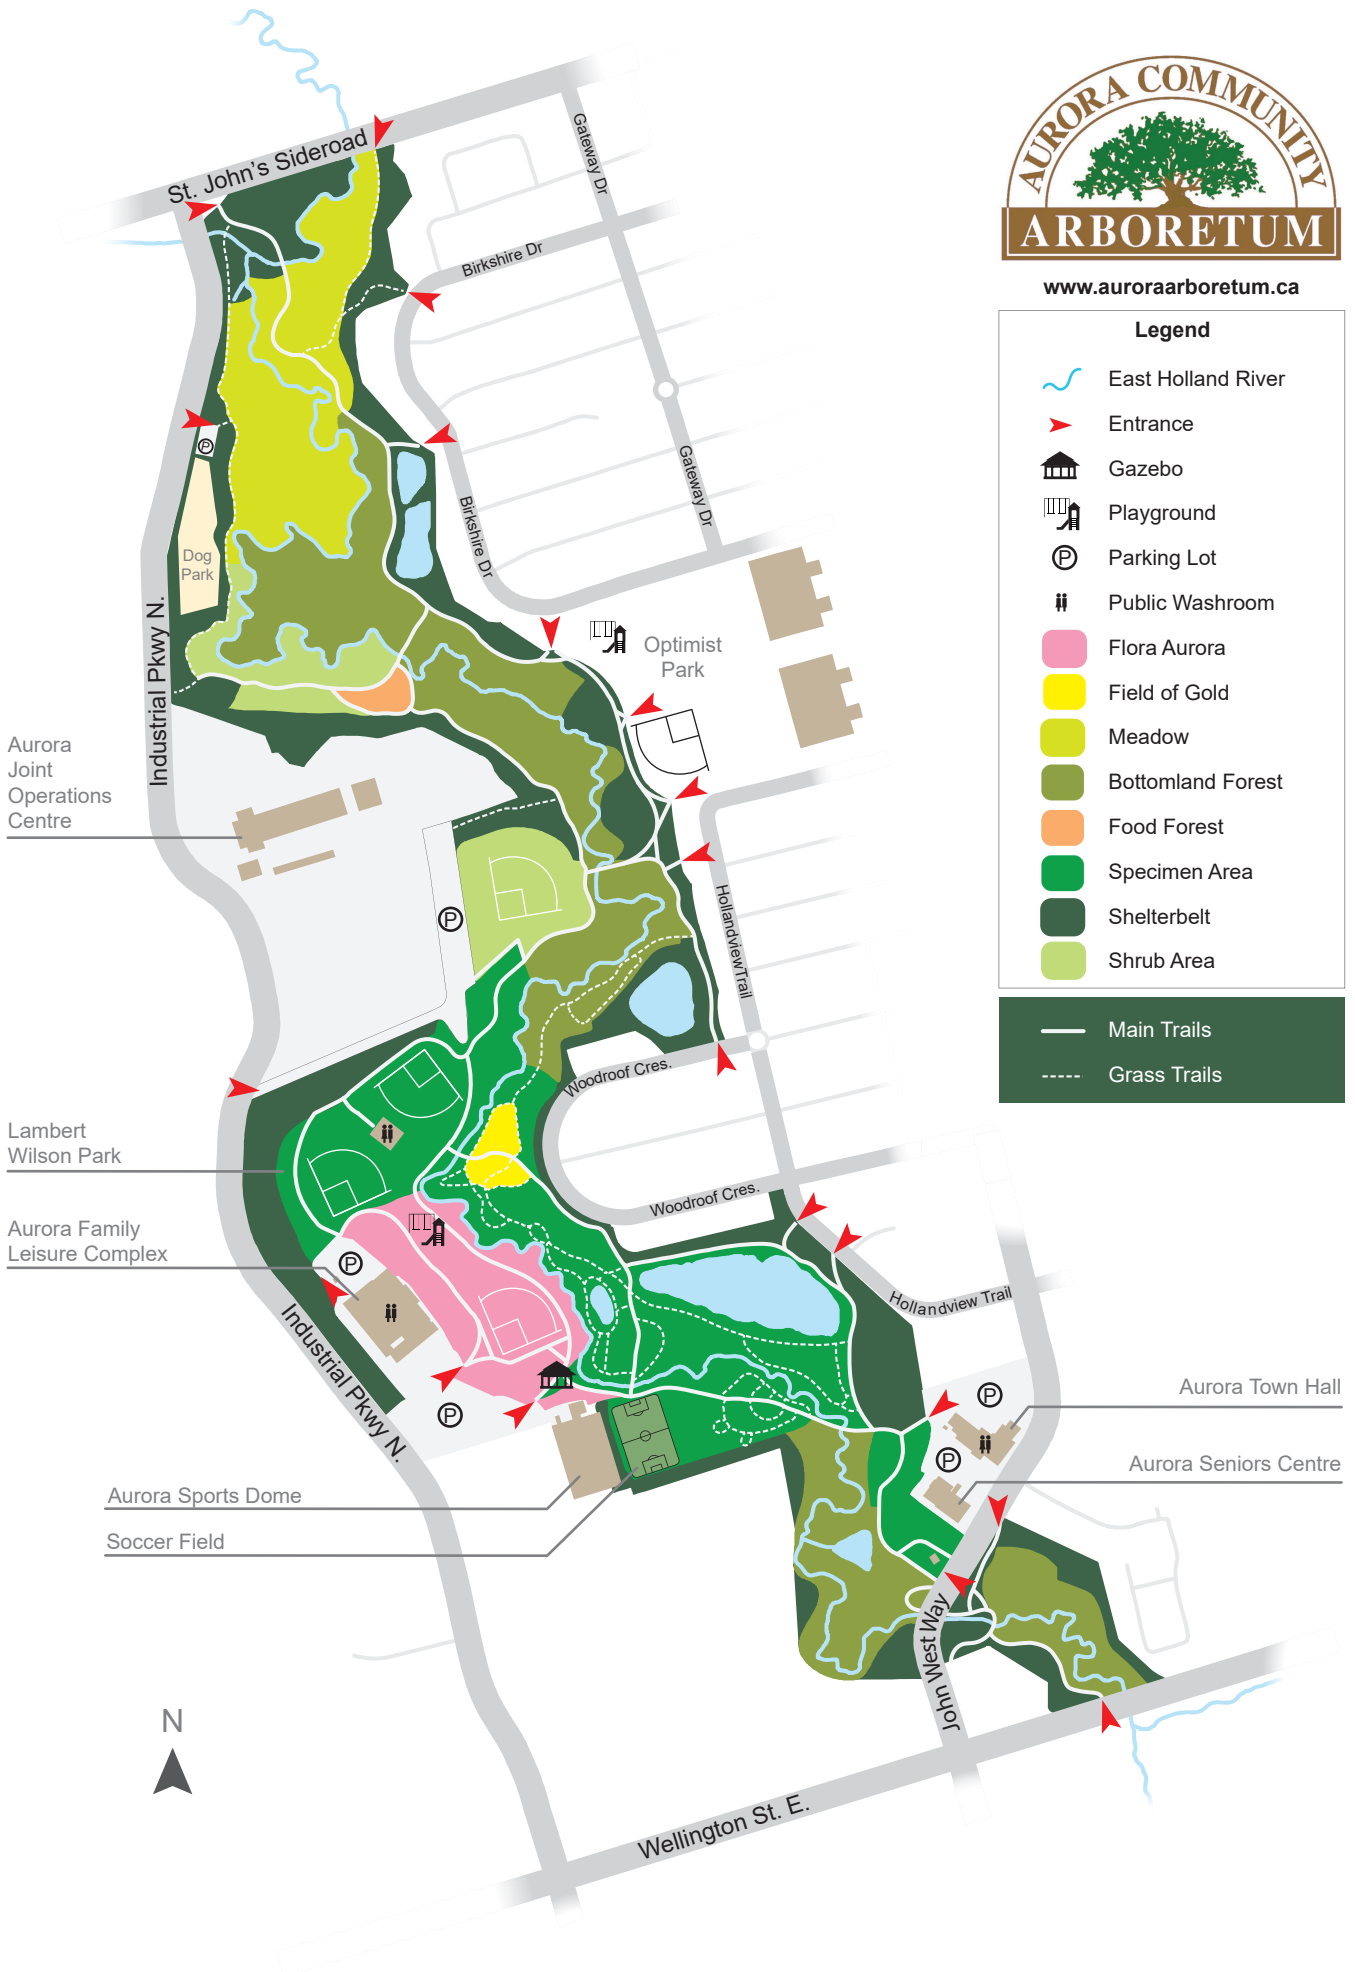 AURORA COMMUNITY
ARBORETUM
www.auroraarboretum.ca
Legend
East Holland River
Entrance
Gazebo
Playground
P
Parking Lot
Public Washroom
Flora Aurora
Field of Gold
Meadow
Bottomland Forest
Food Forest
Specimen Area
Shelterbelt
Shrub Area
Main Trails
Grass Trails
St. John's Sideroad
Gateway Dr
Birkshire Dr
Gateway Dr
Birkshire Dr
P
Dog
Park
Industrial Pkwy N.
Optimist
Park
Aurora
Joint
Operations
Centre
P
HollandviewTrail
Woodroof Cres.
Lambert
Wilson Park
Woodroof Cres.
Aurora Family
Leisure Complex
P
Hollandview Trail
Industrial Pkwy N.
P
P
Aurora Town Hall
P
Aurora Seniors Centre
Aurora Sports Dome
Soccer Field
John West Way
N
Wellington St. E.